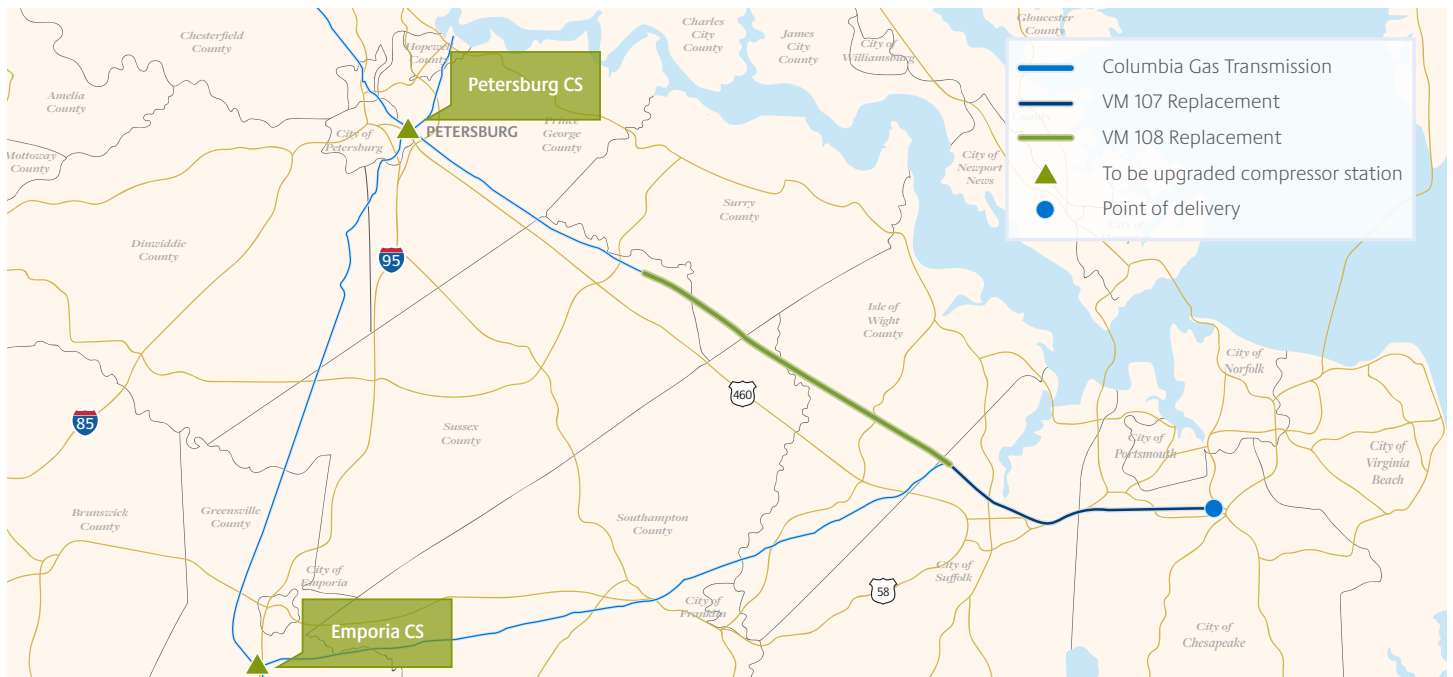 Chesterfield
County
Hopewell
County
Charles
City
County
James
City
County
City of
Williamsburg
Gloucester
County
Columbia Gas Transmission
VM 107 Replacement
VM 108 Replacement
To be upgraded compressor station
Point of delivery
Petersburg CS
Amelia
County
PETERSBURG
City of
Petersburg
Prince
George
County
Nottoway
County
City of
Newport
News
Surry
County
Dinwiddie
County
95
Isle of
Wight
County
City of
Norfolk
460
85
Sussex
County
City of
Portsmouth
City of
Virginia
Beach
Brunswick
County
Greensville
County
Southampton
County
City of
Emporia
City of
Suffolk
58
City of
Franklin
Emporia CS
City of
Chesapeake